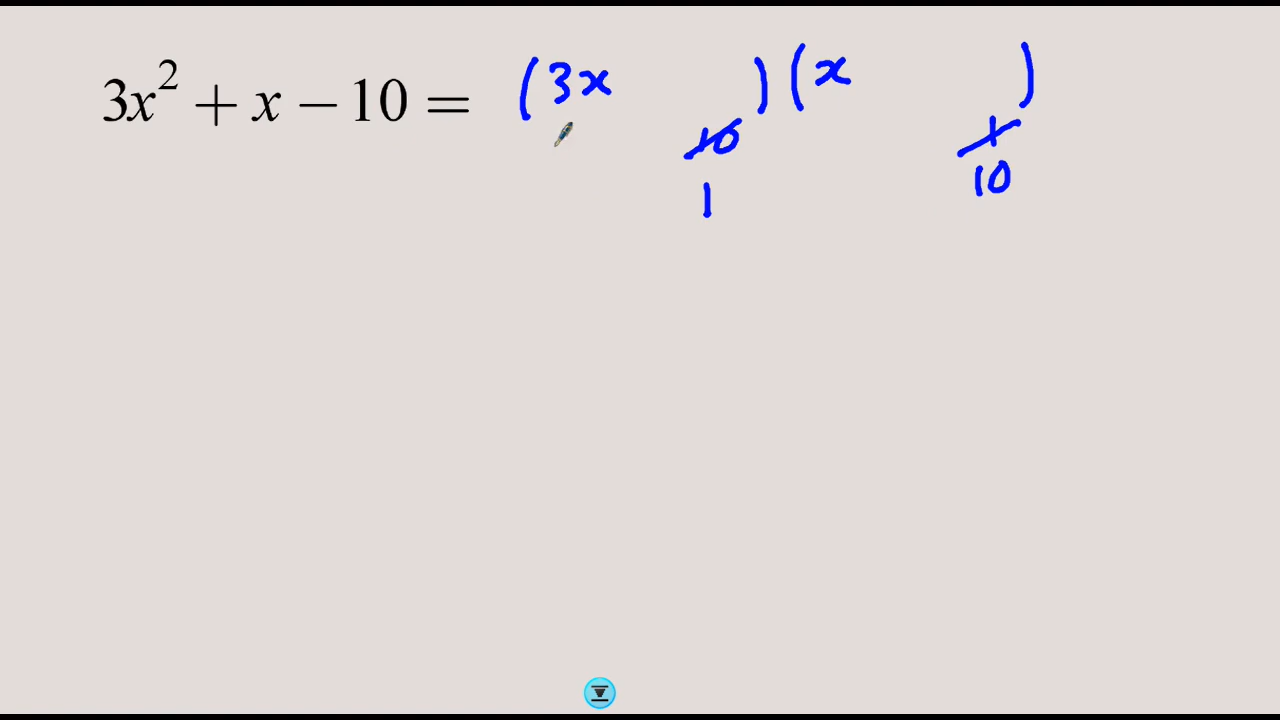 3x² + x − 10 = (3x )(x )
10 1
1 10